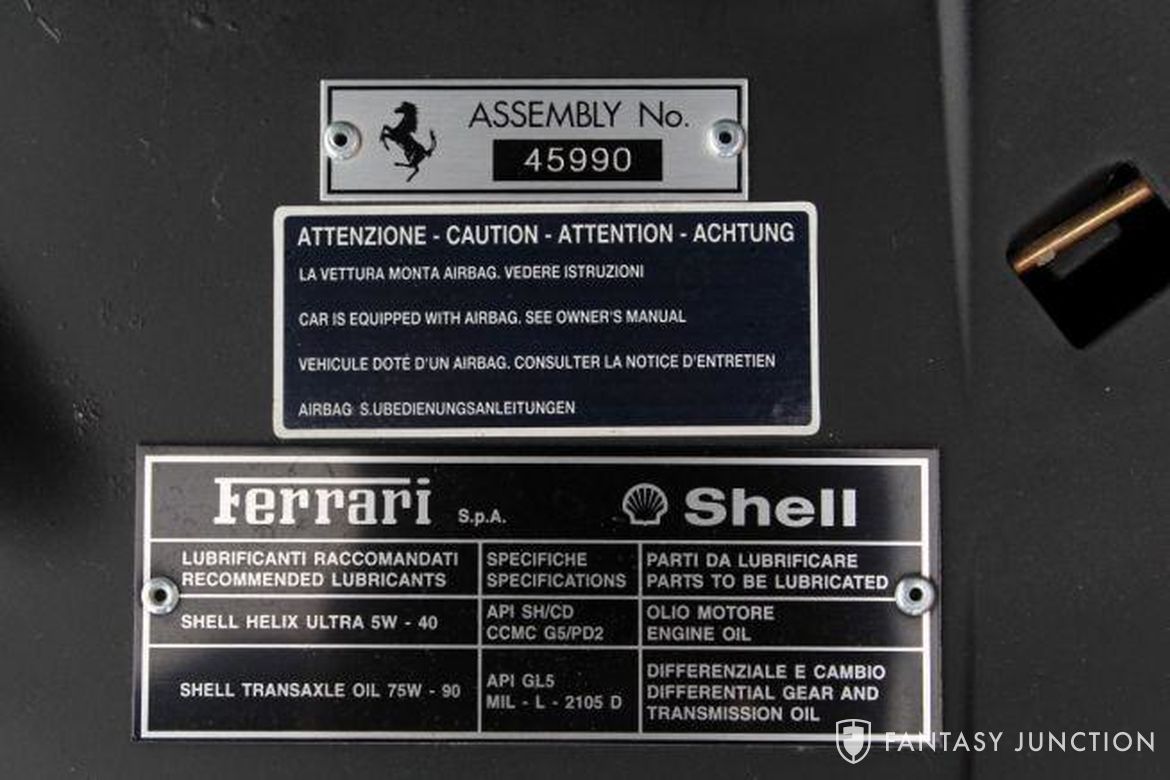 ASSEMBLY No.
45990
ATTENZIONE - CAUTION - ATTENTION - ACHTUNG
LA VETTURA MONTA AIRBAG. VEDERE ISTRUZIONI
CAR IS EQUIPPED WITH AIRBAG. SEE OWNER'S MANUAL
VEHICULE DOTÉ D'UN AIRBAG. CONSULTER LA NOTICE D'ENTRETIEN
AIRBAG S.UBEDIENUNGSANLEITUNGEN
Ferrari S.p.A. Shell
LUBRIFICANTI RACCOMANDATI
RECOMMENDED LUBRICANTS
SPECIFICHE
SPECIFICATIONS
PARTI DA LUBRIFICARE
PARTS TO BE LUBRICATED
SHELL HELIX ULTRA 5W - 40
API SH/CD
CCMC G5/PD2
OLIO MOTORE
ENGINE OIL
SHELL TRANSAXLE OIL 75W - 90
API GL5
MIL - L - 2105 D
DIFFERENZIALE E CAMBIO
DIFFERENTIAL GEAR AND
TRANSMISSION OIL
FANTASY JUNCTION